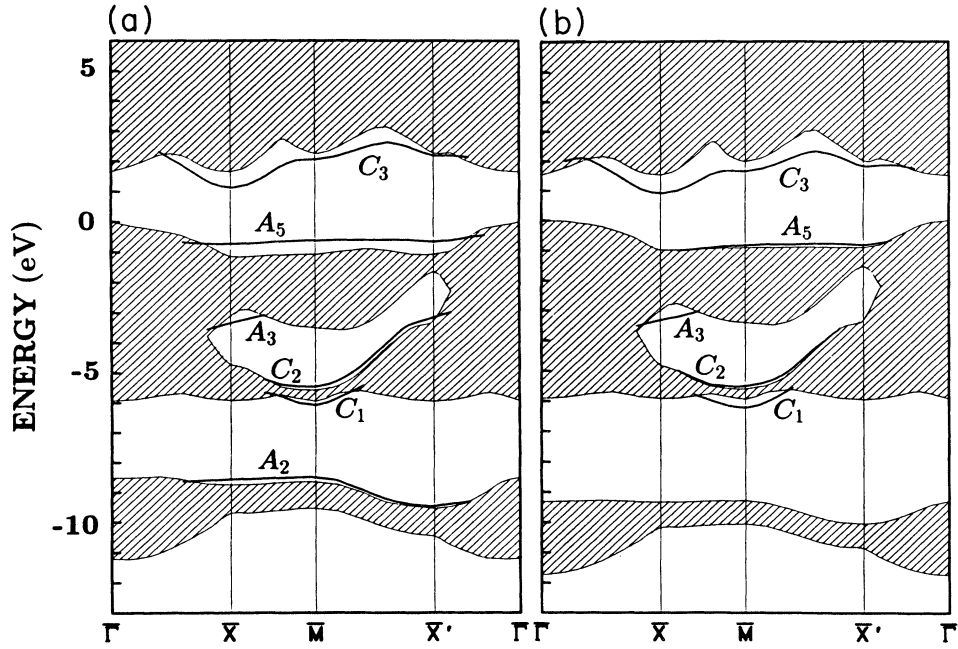 (a)
(b)
ENERGY (eV)
5
0
-5
-10
C₃
A₅
A₃
C₂
C₁
A₂
Γ̅ X̅ M̅ X̅′ Γ̅
C₃
A₅
A₃
C₂
C₁
Γ̅ X̅ M̅ X̅′ Γ̅